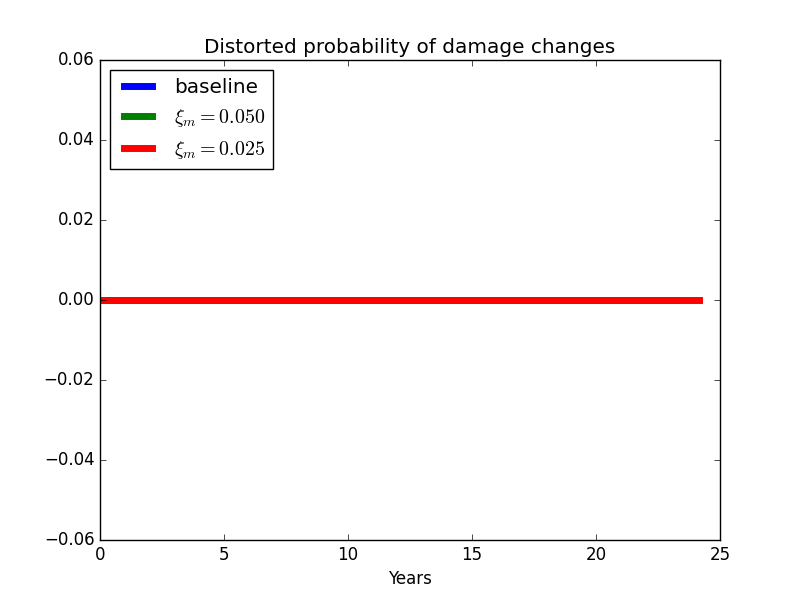 Distorted probability of damage changes
baseline
ξₘ = 0.050
ξₘ = 0.025
0.06
0.04
0.02
0.00
−0.02
−0.04
−0.06
0 5 10 15 20 25
Years